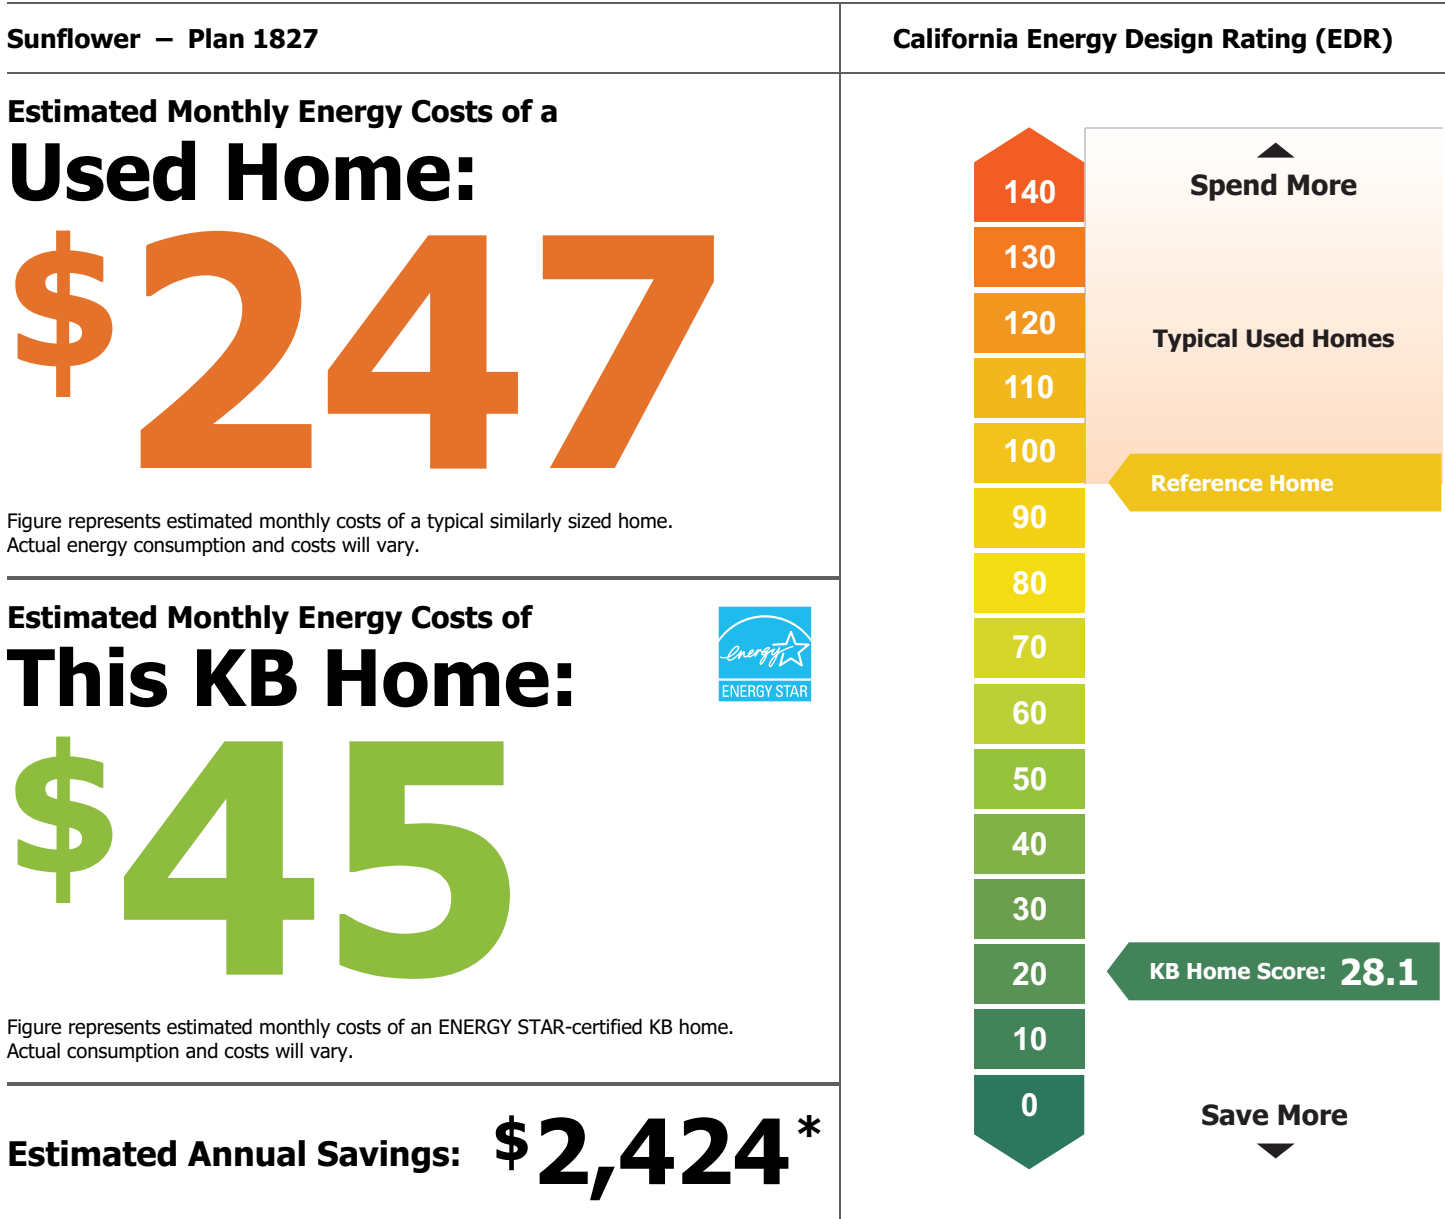 Sunflower – Plan 1827
Estimated Monthly Energy Costs of a
Used Home:
$247
Figure represents estimated monthly costs of a typical similarly sized home.
Actual energy consumption and costs will vary.
Estimated Monthly Energy Costs of
This KB Home:
energy
ENERGY STAR
$45
Figure represents estimated monthly costs of an ENERGY STAR-certified KB home.
Actual consumption and costs will vary.
Estimated Annual Savings: $2,424*
California Energy Design Rating (EDR)
140
Spend More
130
120
Typical Used Homes
110
100
Reference Home
90
80
70
60
50
40
30
20
KB Home Score: 28.1
10
0
Save More